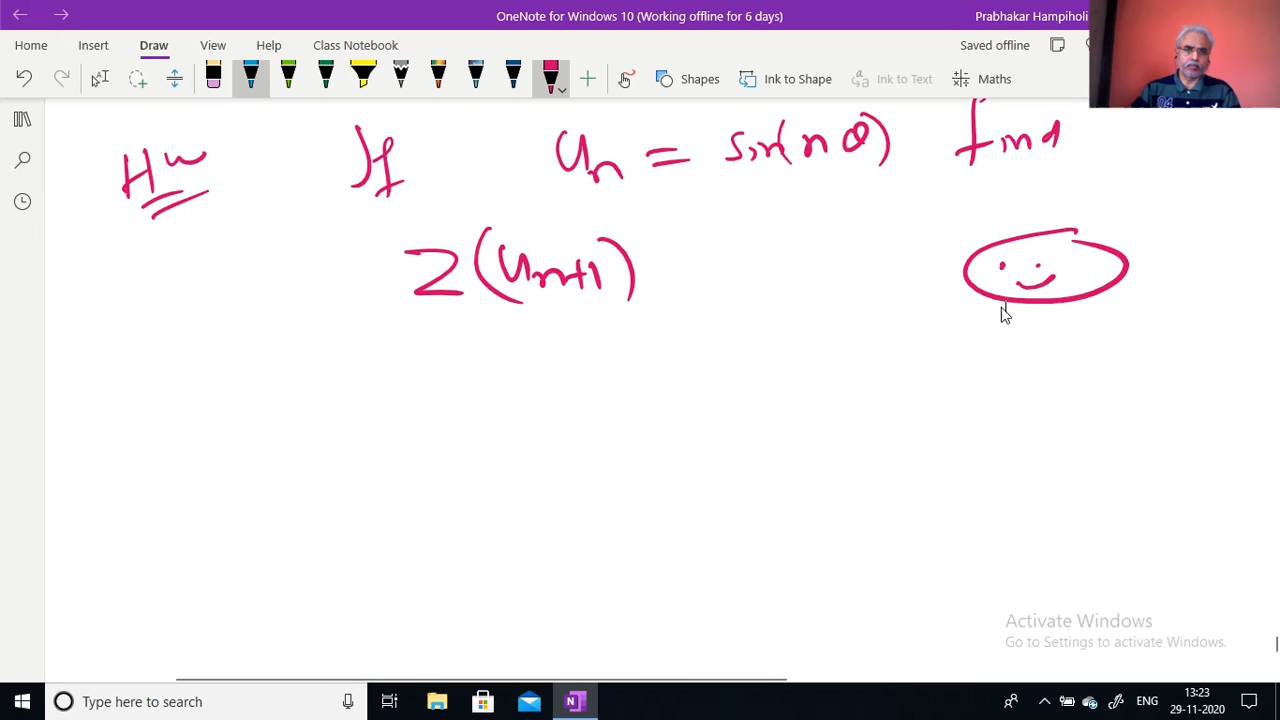 OneNote for Windows 10 (Working offline for 6 days)
Prabhakar Hampiholi
Home Insert Draw View Help Class Notebook
Saved offline
Shapes Ink to Shape Ink to Text Maths
04
Hw If Un = sin(nθ) find
Z(Un+1)
Activate Windows
Go to Settings to activate Windows.
Type here to search
N
ENG
13:23
29-11-2020